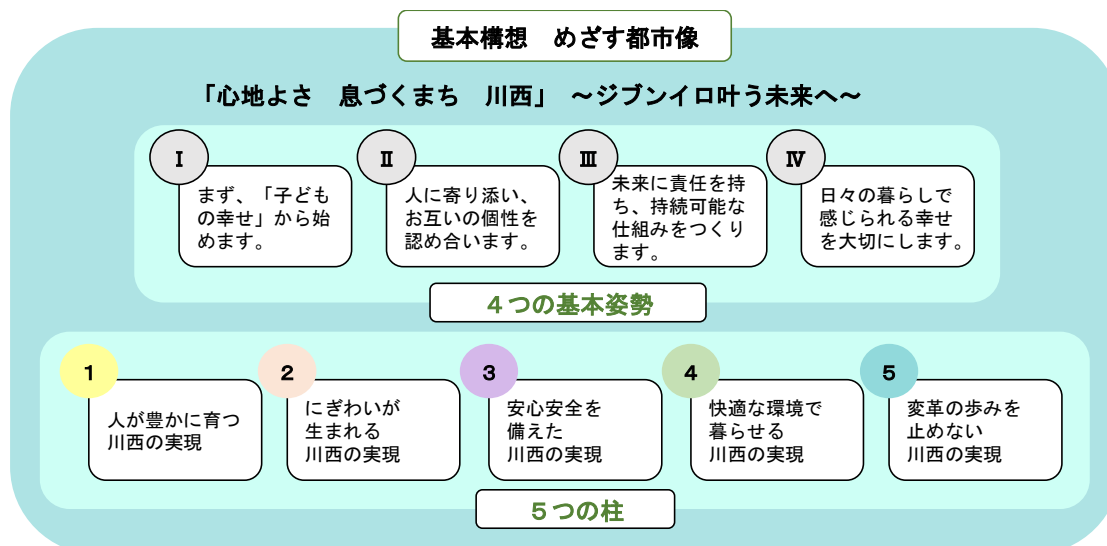 基本構想　めざす都市像
「心地よさ　息づくまち　川西」　～ジブンイロ叶う未来へ～
Ⅰ
まず、「子ども
の幸せ」から始
めます。
Ⅱ
人に寄り添い、
お互いの個性を
認め合います。
Ⅲ
未来に責任を持
ち、持続可能な
仕組みをつくり
ます。
Ⅳ
日々の暮らしで
感じられる幸せ
を大切にします。
４つの基本姿勢
1
人が豊かに育つ
川西の実現
2
にぎわいが
生まれる
川西の実現
3
安心安全を
備えた
川西の実現
4
快適な環境で
暮らせる
川西の実現
5
変革の歩みを
止めない
川西の実現
５つの柱